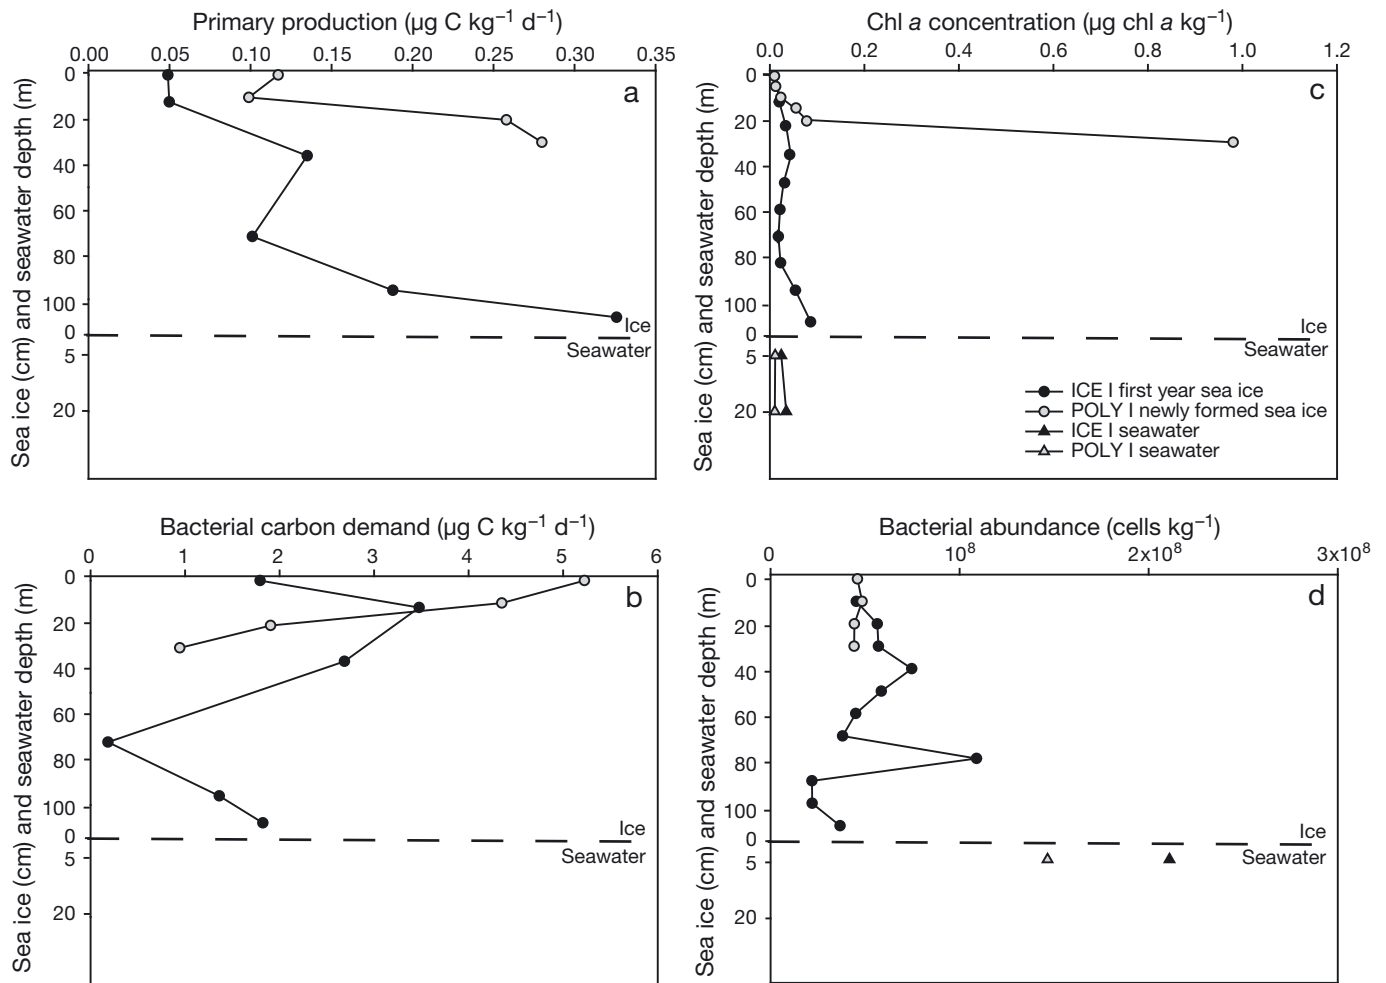 Primary production (µg C kg⁻¹ d⁻¹)
0.00 0.05 0.10 0.15 0.20 0.25 0.30 0.35
Sea ice (cm) and seawater depth (m)
0
20
40
60
80
100
0
5
20
a
Ice
Seawater
Chl a concentration (µg chl a kg⁻¹)
0.0 0.2 0.4 0.6 0.8 1.0 1.2
Sea ice (cm) and seawater depth (m)
0
20
40
60
80
100
0
5
20
c
Ice
Seawater
ICE I first year sea ice
POLY I newly formed sea ice
ICE I seawater
POLY I seawater
Bacterial carbon demand (µg C kg⁻¹ d⁻¹)
0 1 2 3 4 5 6
Sea ice (cm) and seawater depth (m)
0
20
40
60
80
100
0
5
20
b
Ice
Seawater
Bacterial abundance (cells kg⁻¹)
0 10⁸ 2x10⁸ 3x10⁸
Sea ice (cm) and seawater depth (m)
0
20
40
60
80
100
0
5
20
d
Ice
Seawater